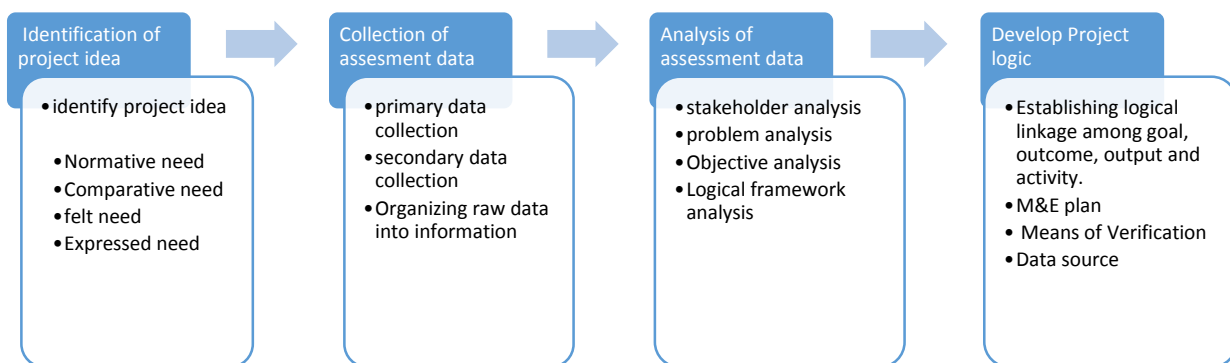 Identification of
project idea
•identify project idea
•Normative need
•Comparative need
•felt need
•Expressed need
Collection of
assesment data
•primary data
collection
•secondary data
collection
•Organizing raw data
into information
Analysis of
assessment data
•stakeholder analysis
•problem analysis
•Objective analysis
•Logical framework
analysis
Develop Project
logic
•Establishing logical
linkage among goal,
outcome, output and
activity.
•M&E plan
• Means of Verification
•Data source